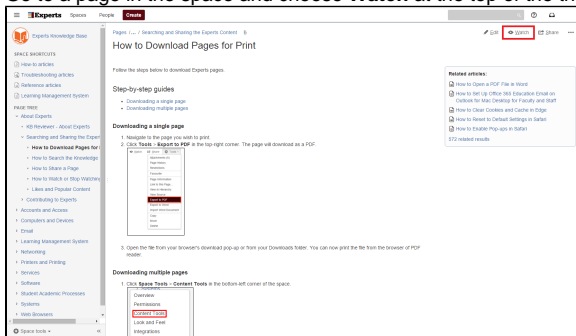 Go to a page in the space and choose Watch at the top of the
Experts Spaces People Create
Experts Knowledge Base
SPACE SHORTCUTS
How-to articles
Troubleshooting articles
Reference articles
Learning Management System
PAGE TREE
About Experts
KB Reviewer - About Experts
Searching and Sharing the Expert
How to Download Pages for
How to Search the Knowledge
How to Share a Page
How to Watch or Stop Watching
Likes and Popular Content
Contributing to Experts
Accounts and Access
Computers and Devices
Email
Learning Management System
Networking
Printers and Printing
Services
Software
Student Academic Processes
Systems
Web Browsers
Space tools
Pages /... / Searching and Sharing the Experts Content
Edit Watch Share
How to Download Pages for Print
Follow the steps below to download Experts pages.
Step-by-step guides
Downloading a single page
Downloading multiple pages
Downloading a single page
1. Navigate to the page you wish to print.
2. Click Tools > Export to PDF in the top-right corner. The page will download as a PDF
Export to PDF
3. Open the file from your browser's download pop-up or from your Downloads folder. You can now print the file from the browser of PDF
reader.
Downloading multiple pages
1. Click Space Tools > Content Tools in the bottom-left corner of the space.
Overview
Permissions
Content Tools
Look and Feel
Integrations
Related articles:
How to Open a PDF File in Word
How to Set Up Office 365 Education Email on
Outlook for Mac Desktop for Faculty and Staff
How to Clear Cookies and Cache in Edge
How to Reset to Default Settings in Safari
How to Enable Pop-ups in Safari
572 related results